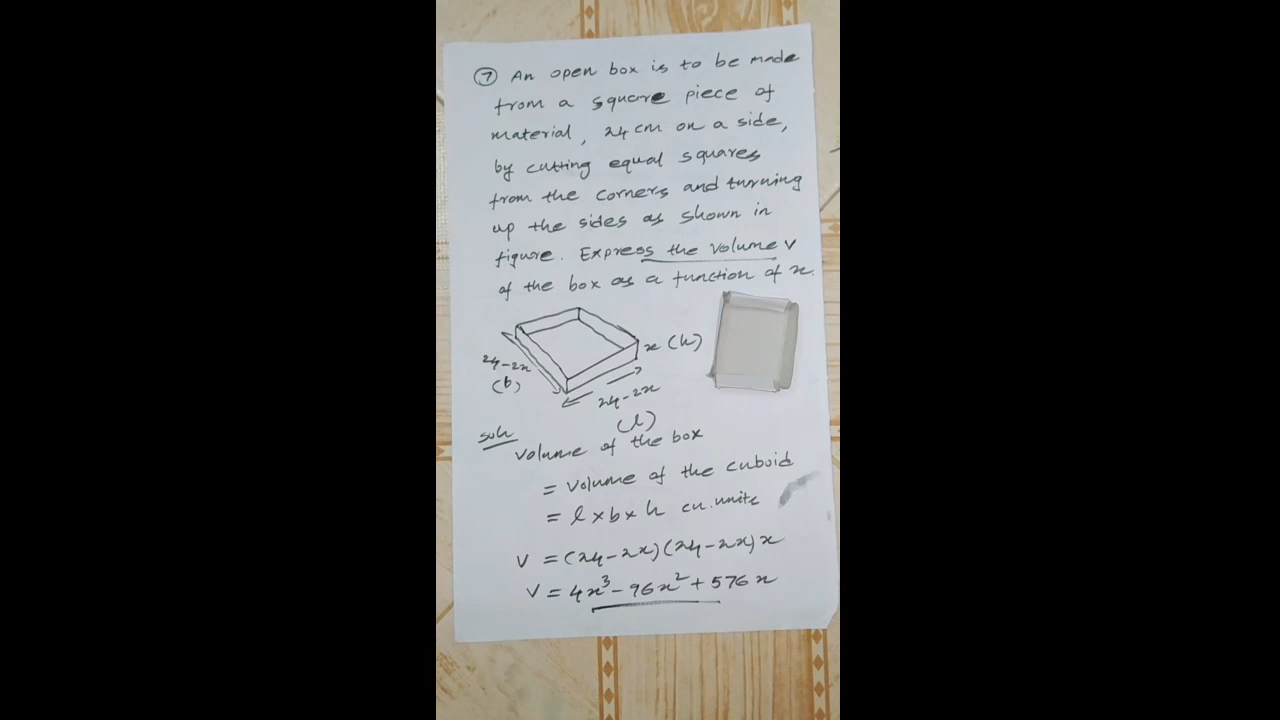 ⑦ An open box is to be made
from a square piece of
material, 24 cm on a side,
by cutting equal squares
from the corners and turning
up the sides as shown in
figure. Express the volume V
of the box as a function of x.
x (h)
24-2x
(b)
24-2x
(l)
Soln
Volume of the box
= Volume of the cuboid
= l × b × h cu. units
V = (24-2x)(24-2x)x
V = 4x³ - 96x² + 576x